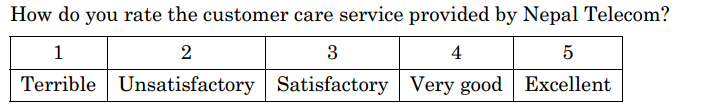 How do you rate the customer care service provided by Nepal Telecom?
1 2 3 4 5
Terrible Unsatisfactory Satisfactory Very good Excellent